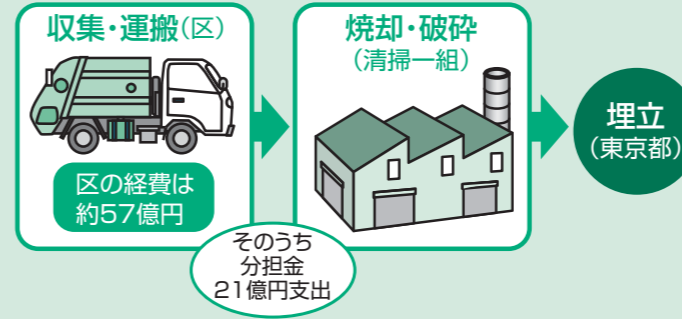 収集・運搬(区)
区の経費は
約57億円
そのうち
分担金
21億円支出
焼却・破砕
(清掃一組)
埋立
(東京都)